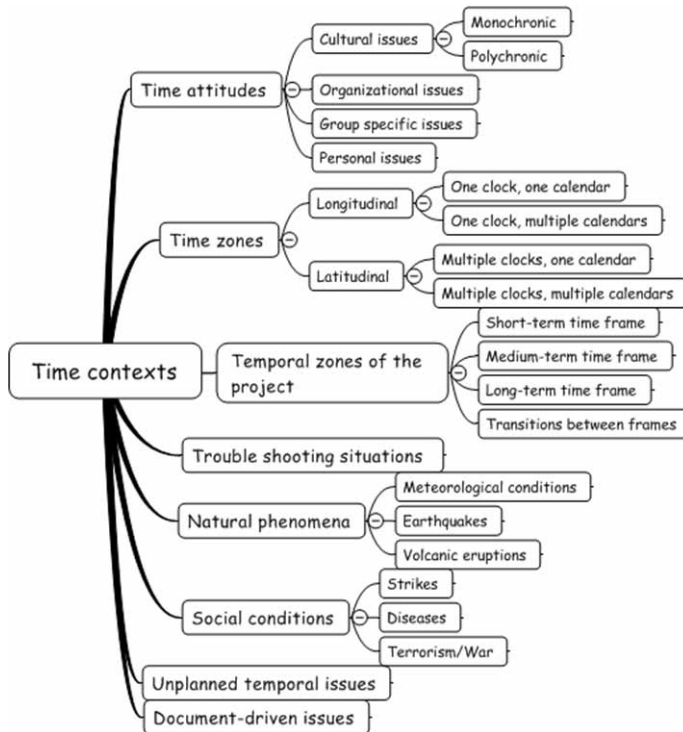 Monochronic
Cultural issues
Polychronic
Time attitudes
Organizational issues
Group specific issues
Personal issues
One clock, one calendar
Longitudinal
One clock, multiple calendars
Time zones
Multiple clocks, one calendar
Latitudinal
Multiple clocks, multiple calendars
Short-term time frame
Time contexts
Temporal zones of the
project
Medium-term time frame
Long-term time frame
Transitions between frames
Trouble shooting situations
Meteorological conditions
Natural phenomena
Earthquakes
Volcanic eruptions
Strikes
Social conditions
Diseases
Terrorism/War
Unplanned temporal issues
Document-driven issues